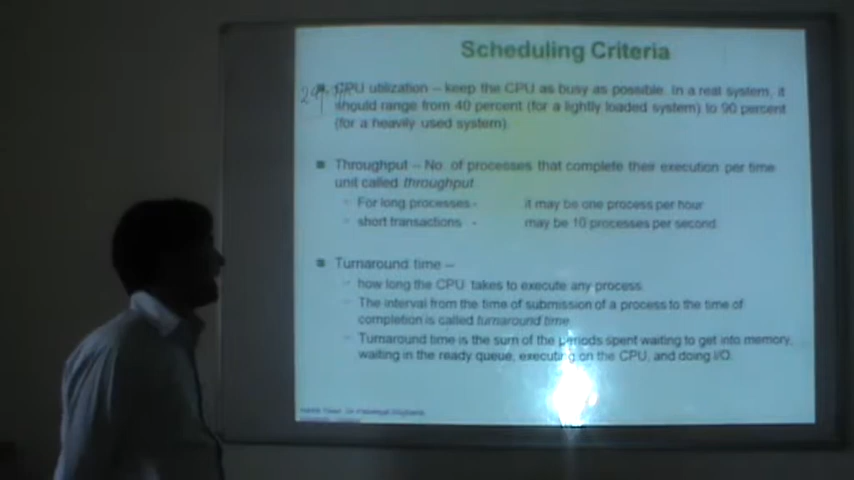 Scheduling Criteria
CPU utilization – keep the CPU as busy as possible. In a real system, it
should range from 40 percent (for a lightly loaded system) to 90 percent
(for a heavily used system).
Throughput – No. of processes that complete their execution per time
unit called throughput.
For long processes - it may be one process per hour
short transactions - may be 10 processes per second.
Turnaround time –
how long the CPU takes to execute any process.
The interval from the time of submission of a process to the time of
completion is called turnaround time.
Turnaround time is the sum of the periods spent waiting to get into memory,
waiting in the ready queue, executing on the CPU, and doing I/O.